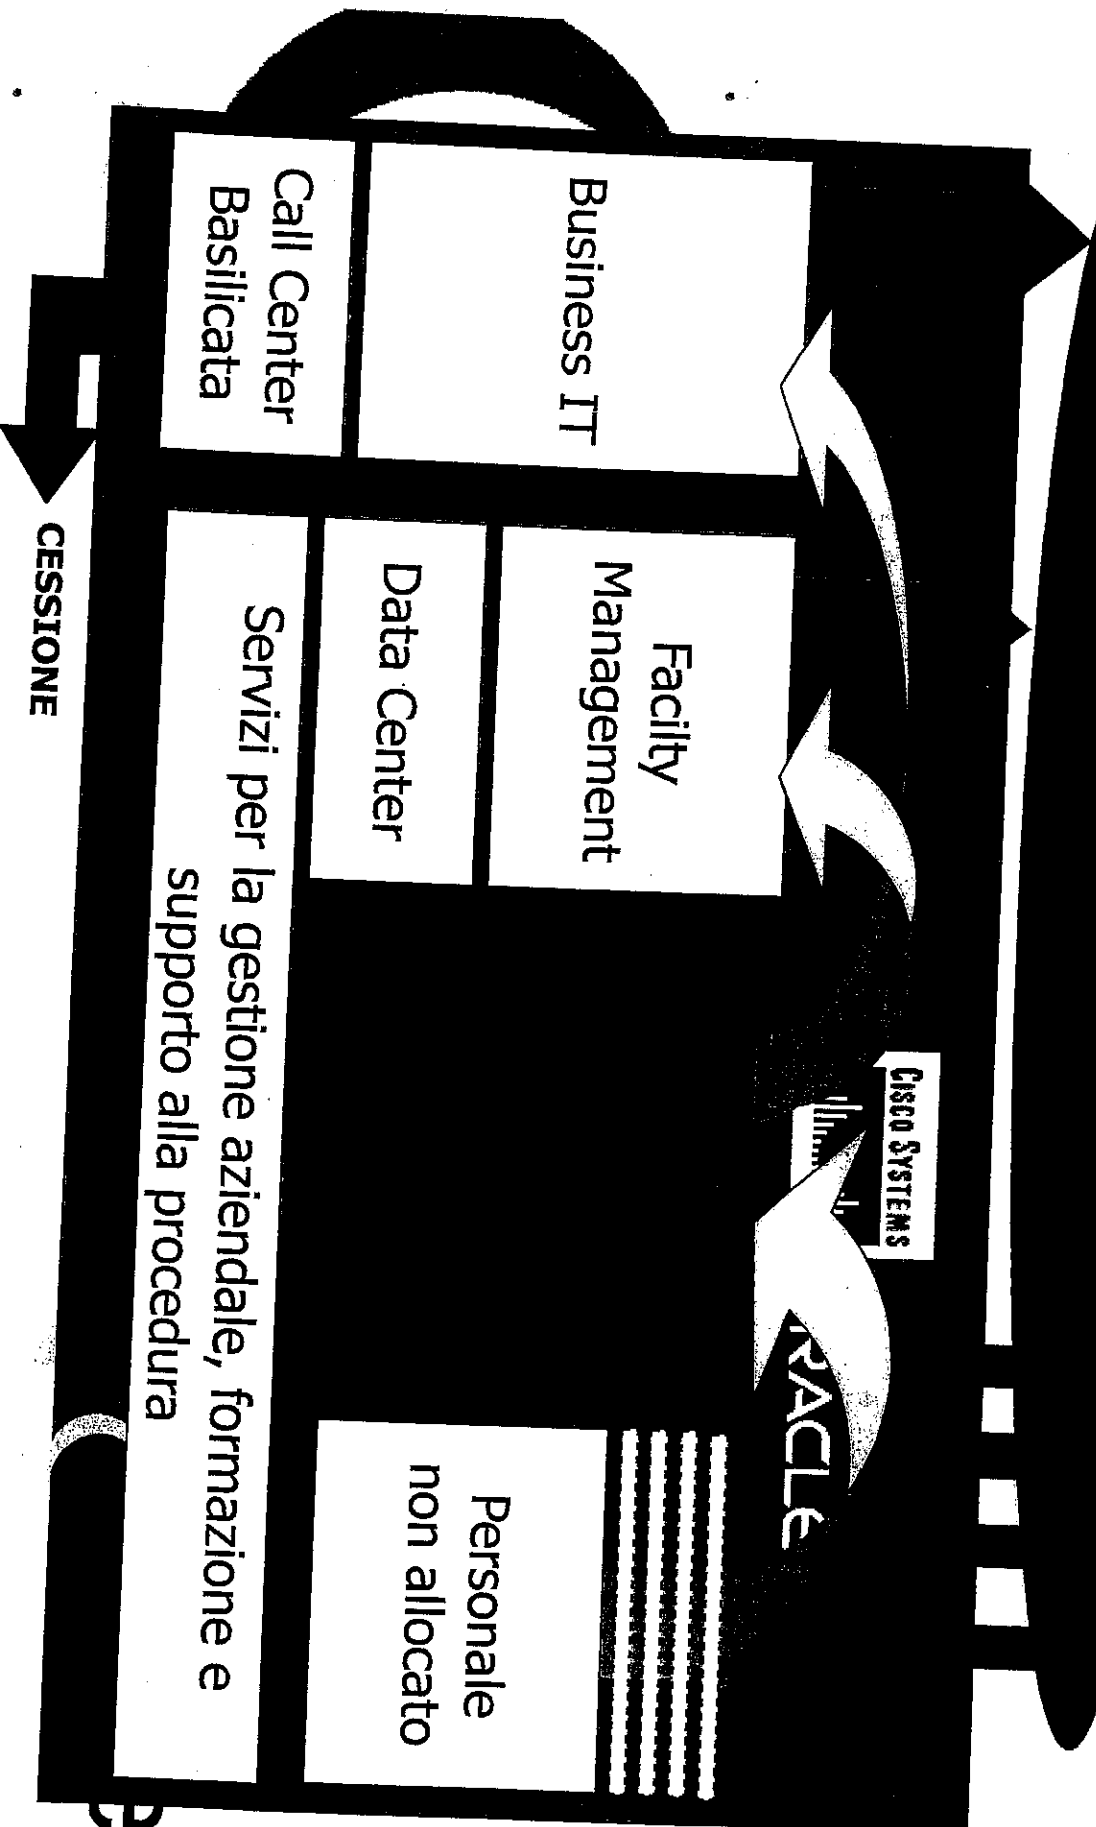 CISCO SYSTEMS
RACLE
Business IT
Facilty
Management
Personale
non allocato
Data Center
Call Center
Basilicata
Servizi per la gestione aziendale, formazione e
supporto alla procedura
CESSIONE